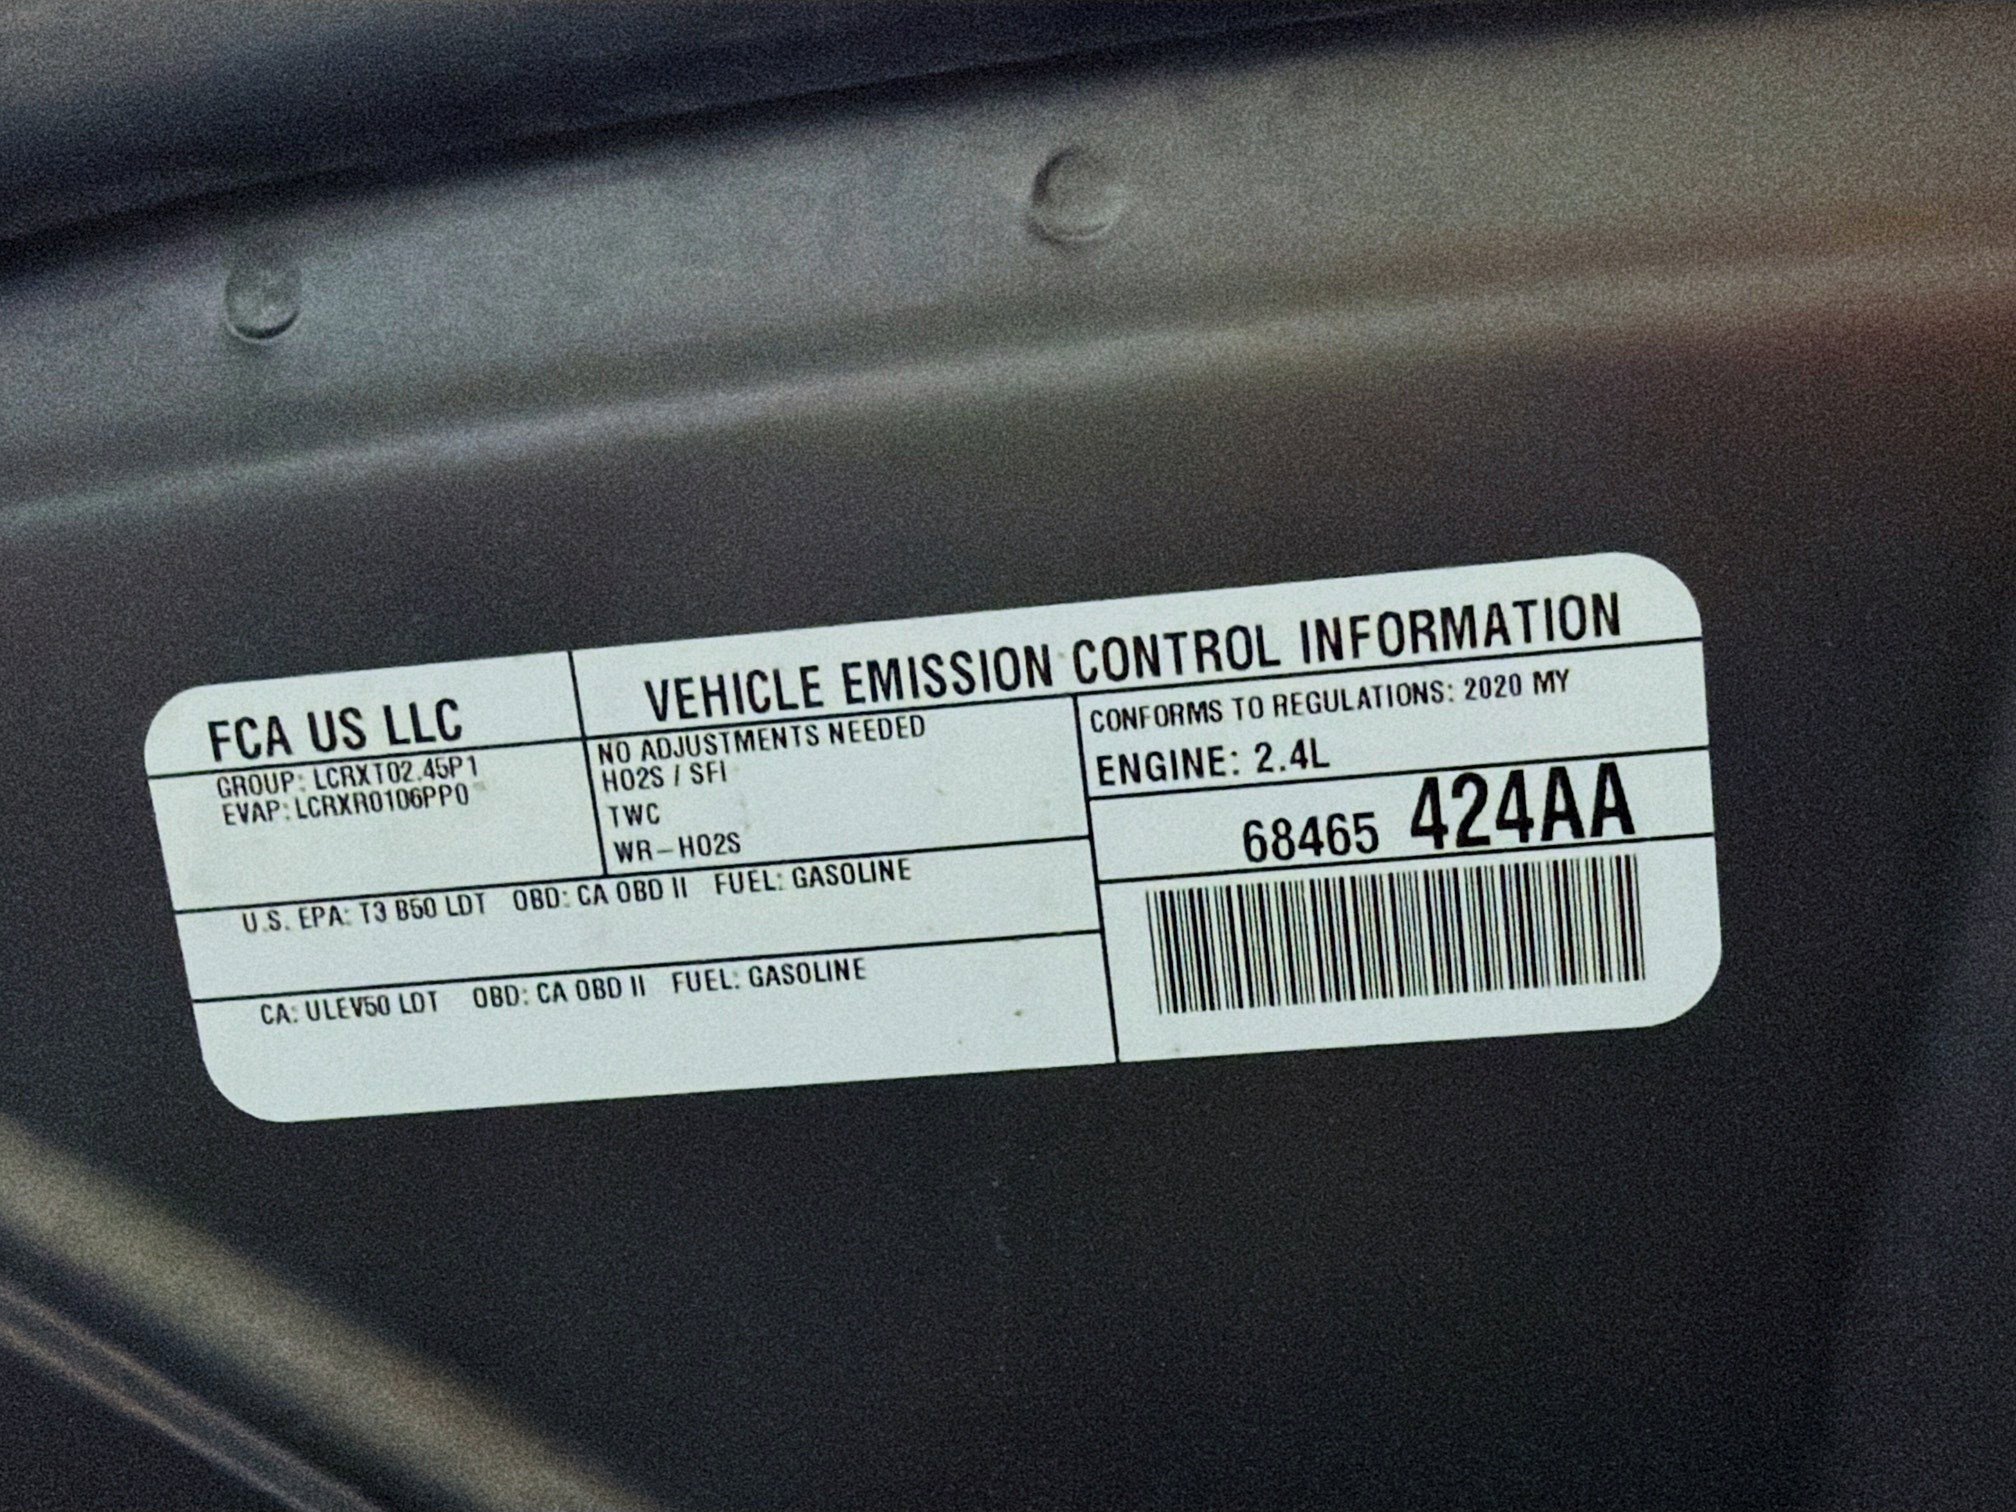 FCA US LLC
VEHICLE EMISSION CONTROL INFORMATION
GROUP: LCRXT02.45P1
EVAP: LCRXR0106PP0
NO ADJUSTMENTS NEEDED
HO2S / SFI
TWC
WR-HO2S
CONFORMS TO REGULATIONS: 2020 MY
ENGINE: 2.4L
68465 424AA
U.S. EPA: T3 B50 LDT OBD: CA OBD II FUEL: GASOLINE
CA: ULEV50 LDT OBD: CA OBD II FUEL: GASOLINE